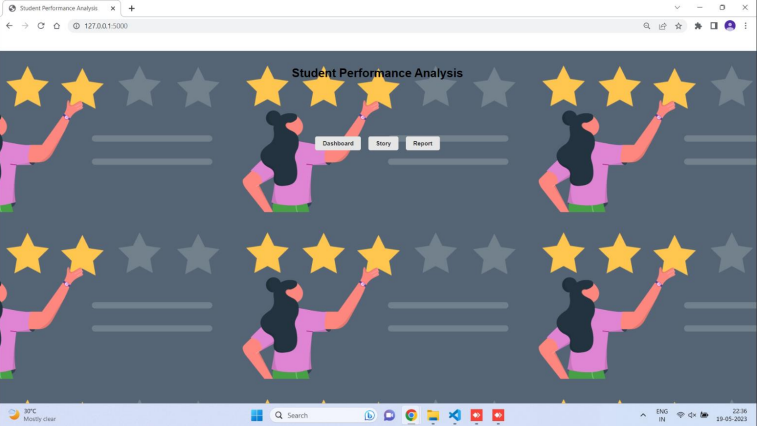 Student Performance Analysis
127.0.0.1:5000
Student Performance Analysis
Dashboard Story Report
30°C
Mostly clear
Search
ENG
IN
22:36
19-05-2023